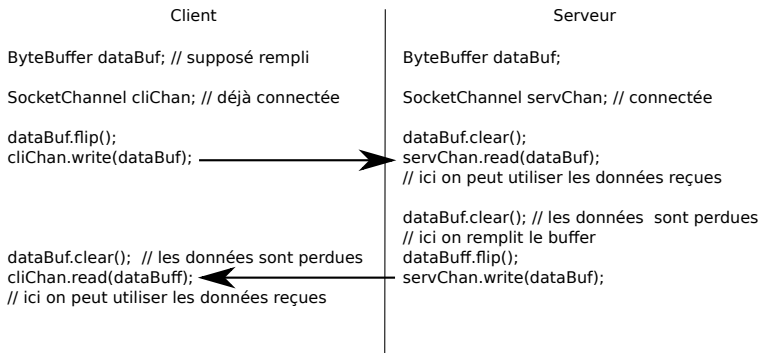 Client
ByteBuffer dataBuf; // supposé rempli
SocketChannel cliChan; // déjà connectée
dataBuf.flip();
cliChan.write(dataBuf);
dataBuf.clear();  // les données sont perdues
cliChan.read(dataBuff);
// ici on peut utiliser les données reçues
Serveur
ByteBuffer dataBuf;
SocketChannel servChan; // connectée
dataBuf.clear();
servChan.read(dataBuf);
// ici on peut utiliser les données reçues
dataBuf.clear(); // les données  sont perdues
// ici on remplit le buffer
dataBuff.flip();
servChan.write(dataBuf);